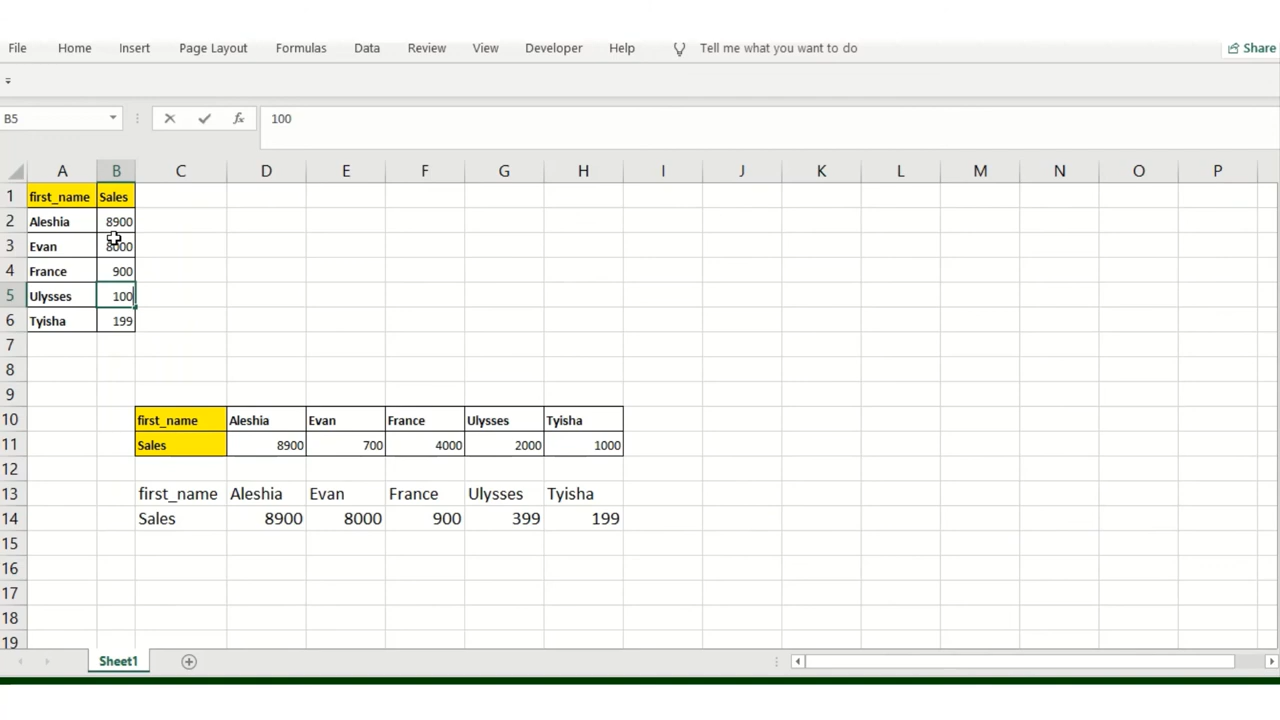 File Home Insert Page Layout Formulas Data Review View Developer Help Tell me what you want to do Share
B5 fx 100
A B C D E F G H I J K L M N O P
1 first_name Sales
2 Aleshia 8900
3 Evan 8000
4 France 900
5 Ulysses 100
6 Tyisha 199
7
8
9
10 first_name Aleshia Evan France Ulysses Tyisha
11 Sales 8900 700 4000 2000 1000
12
13 first_name Aleshia Evan France Ulysses Tyisha
14 Sales 8900 8000 900 399 199
15
16
17
18
19
Sheet1